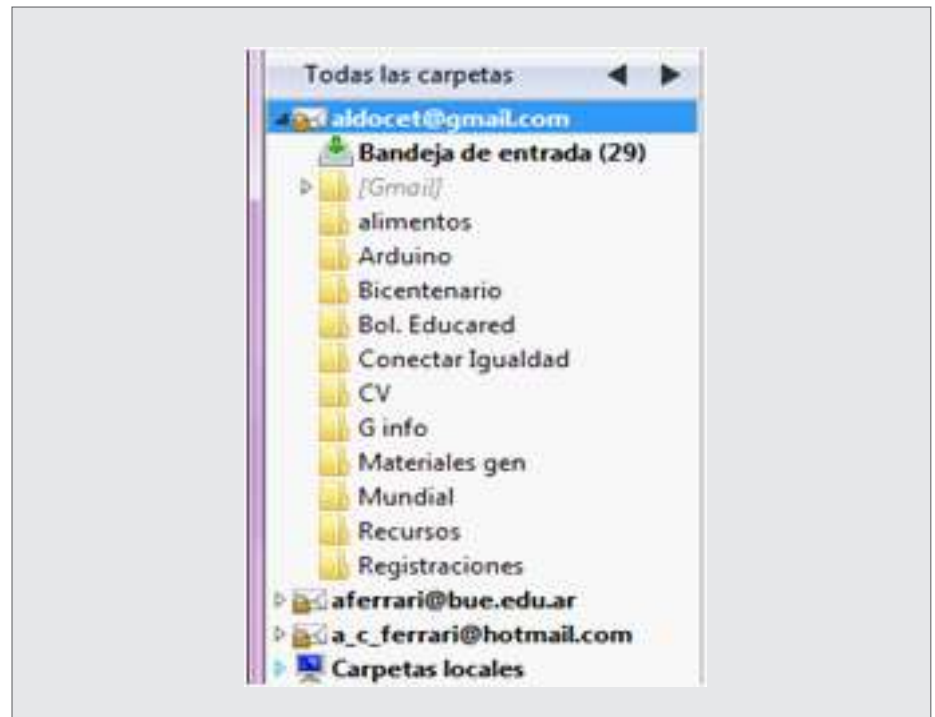 Todas las carpetas
aldocet@gmail.com
Bandeja de entrada (29)
[Gmail]
alimentos
Arduino
Bicentenario
Bol. Educared
Conectar Igualdad
CV
G info
Materiales gen
Mundial
Recursos
Registraciones
aferrari@bue.edu.ar
a_c_ferrari@hotmail.com
Carpetas locales